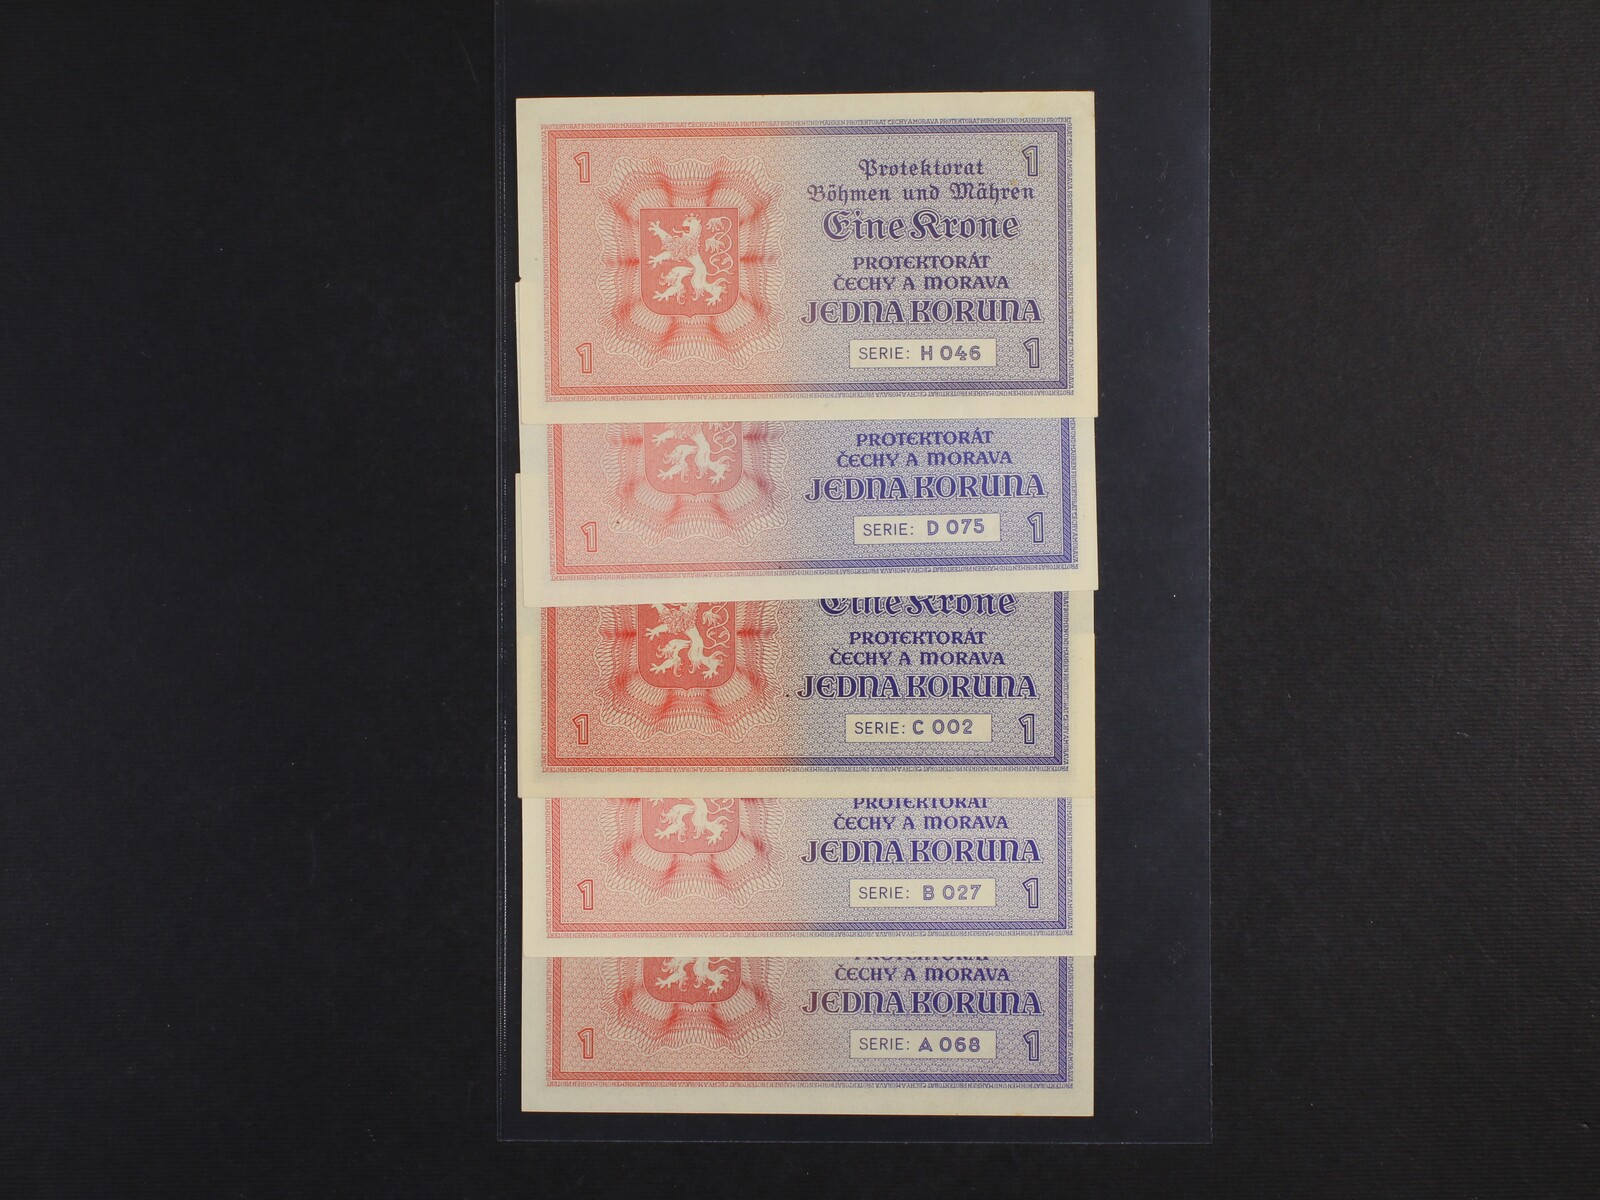 1 1
Protektorat
Böhmen und Mähren
Eine Krone
PROTEKTORÁT
ČECHY A MORAVA
JEDNA KORUNA
SERIE: H 046
1 1
PROTEKTORÁT
ČECHY A MORAVA
JEDNA KORUNA
SERIE: D 075
1 1
Eine Krone
PROTEKTORÁT
ČECHY A MORAVA
JEDNA KORUNA
SERIE: C 002
1 1
PROTEKTORÁT
ČECHY A MORAVA
JEDNA KORUNA
SERIE: B 027
1 1
PROTEKTORÁT
ČECHY A MORAVA
JEDNA KORUNA
SERIE: A 068
1 1